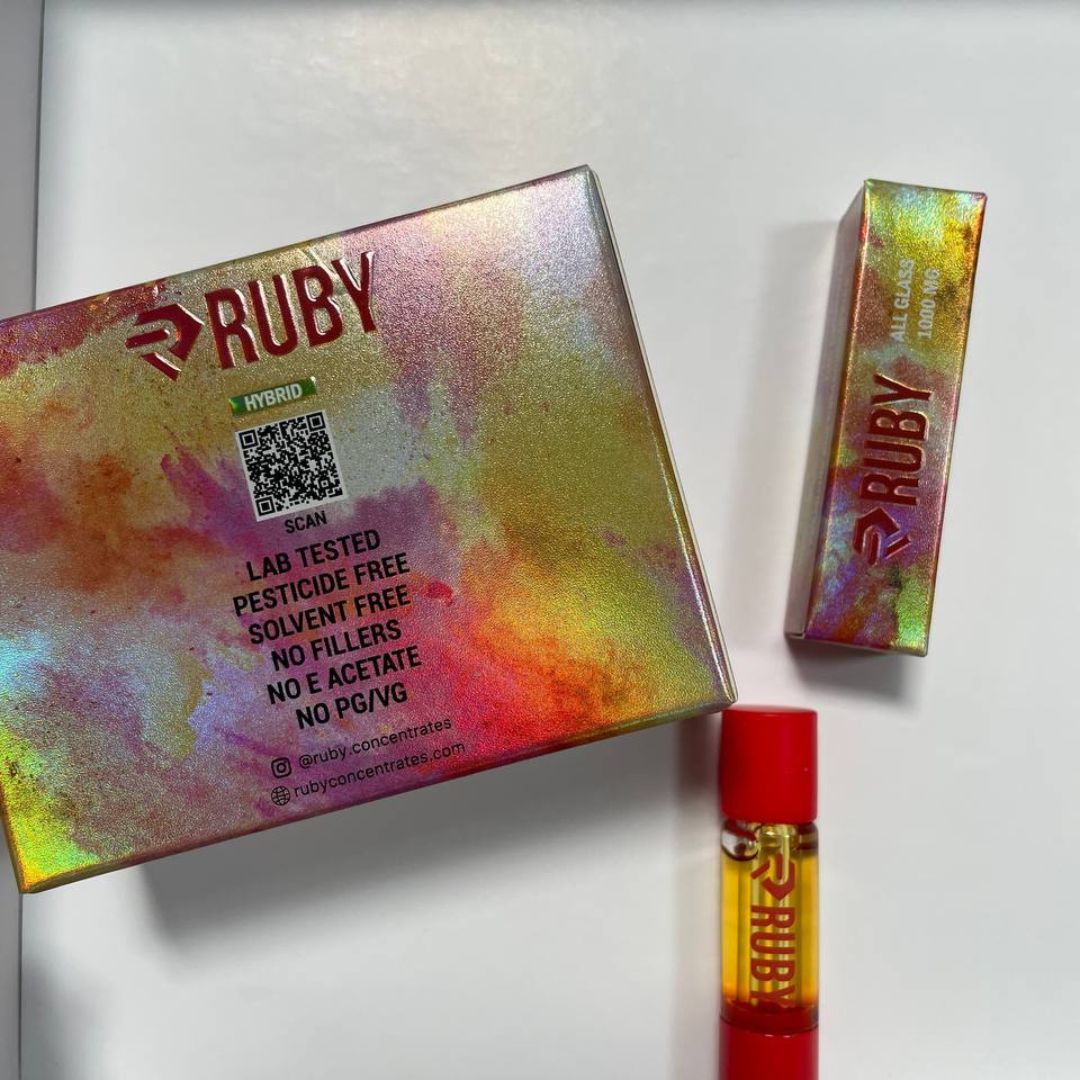 RUBY
HYBRID
SCAN
LAB TESTED
PESTICIDE FREE
SOLVENT FREE
NO FILLERS
NO E ACETATE
NO PG/VG
@ruby.concentrates
rubyconcentrates.com
RUBY
ALL GLASS
1000 MG
RUBY